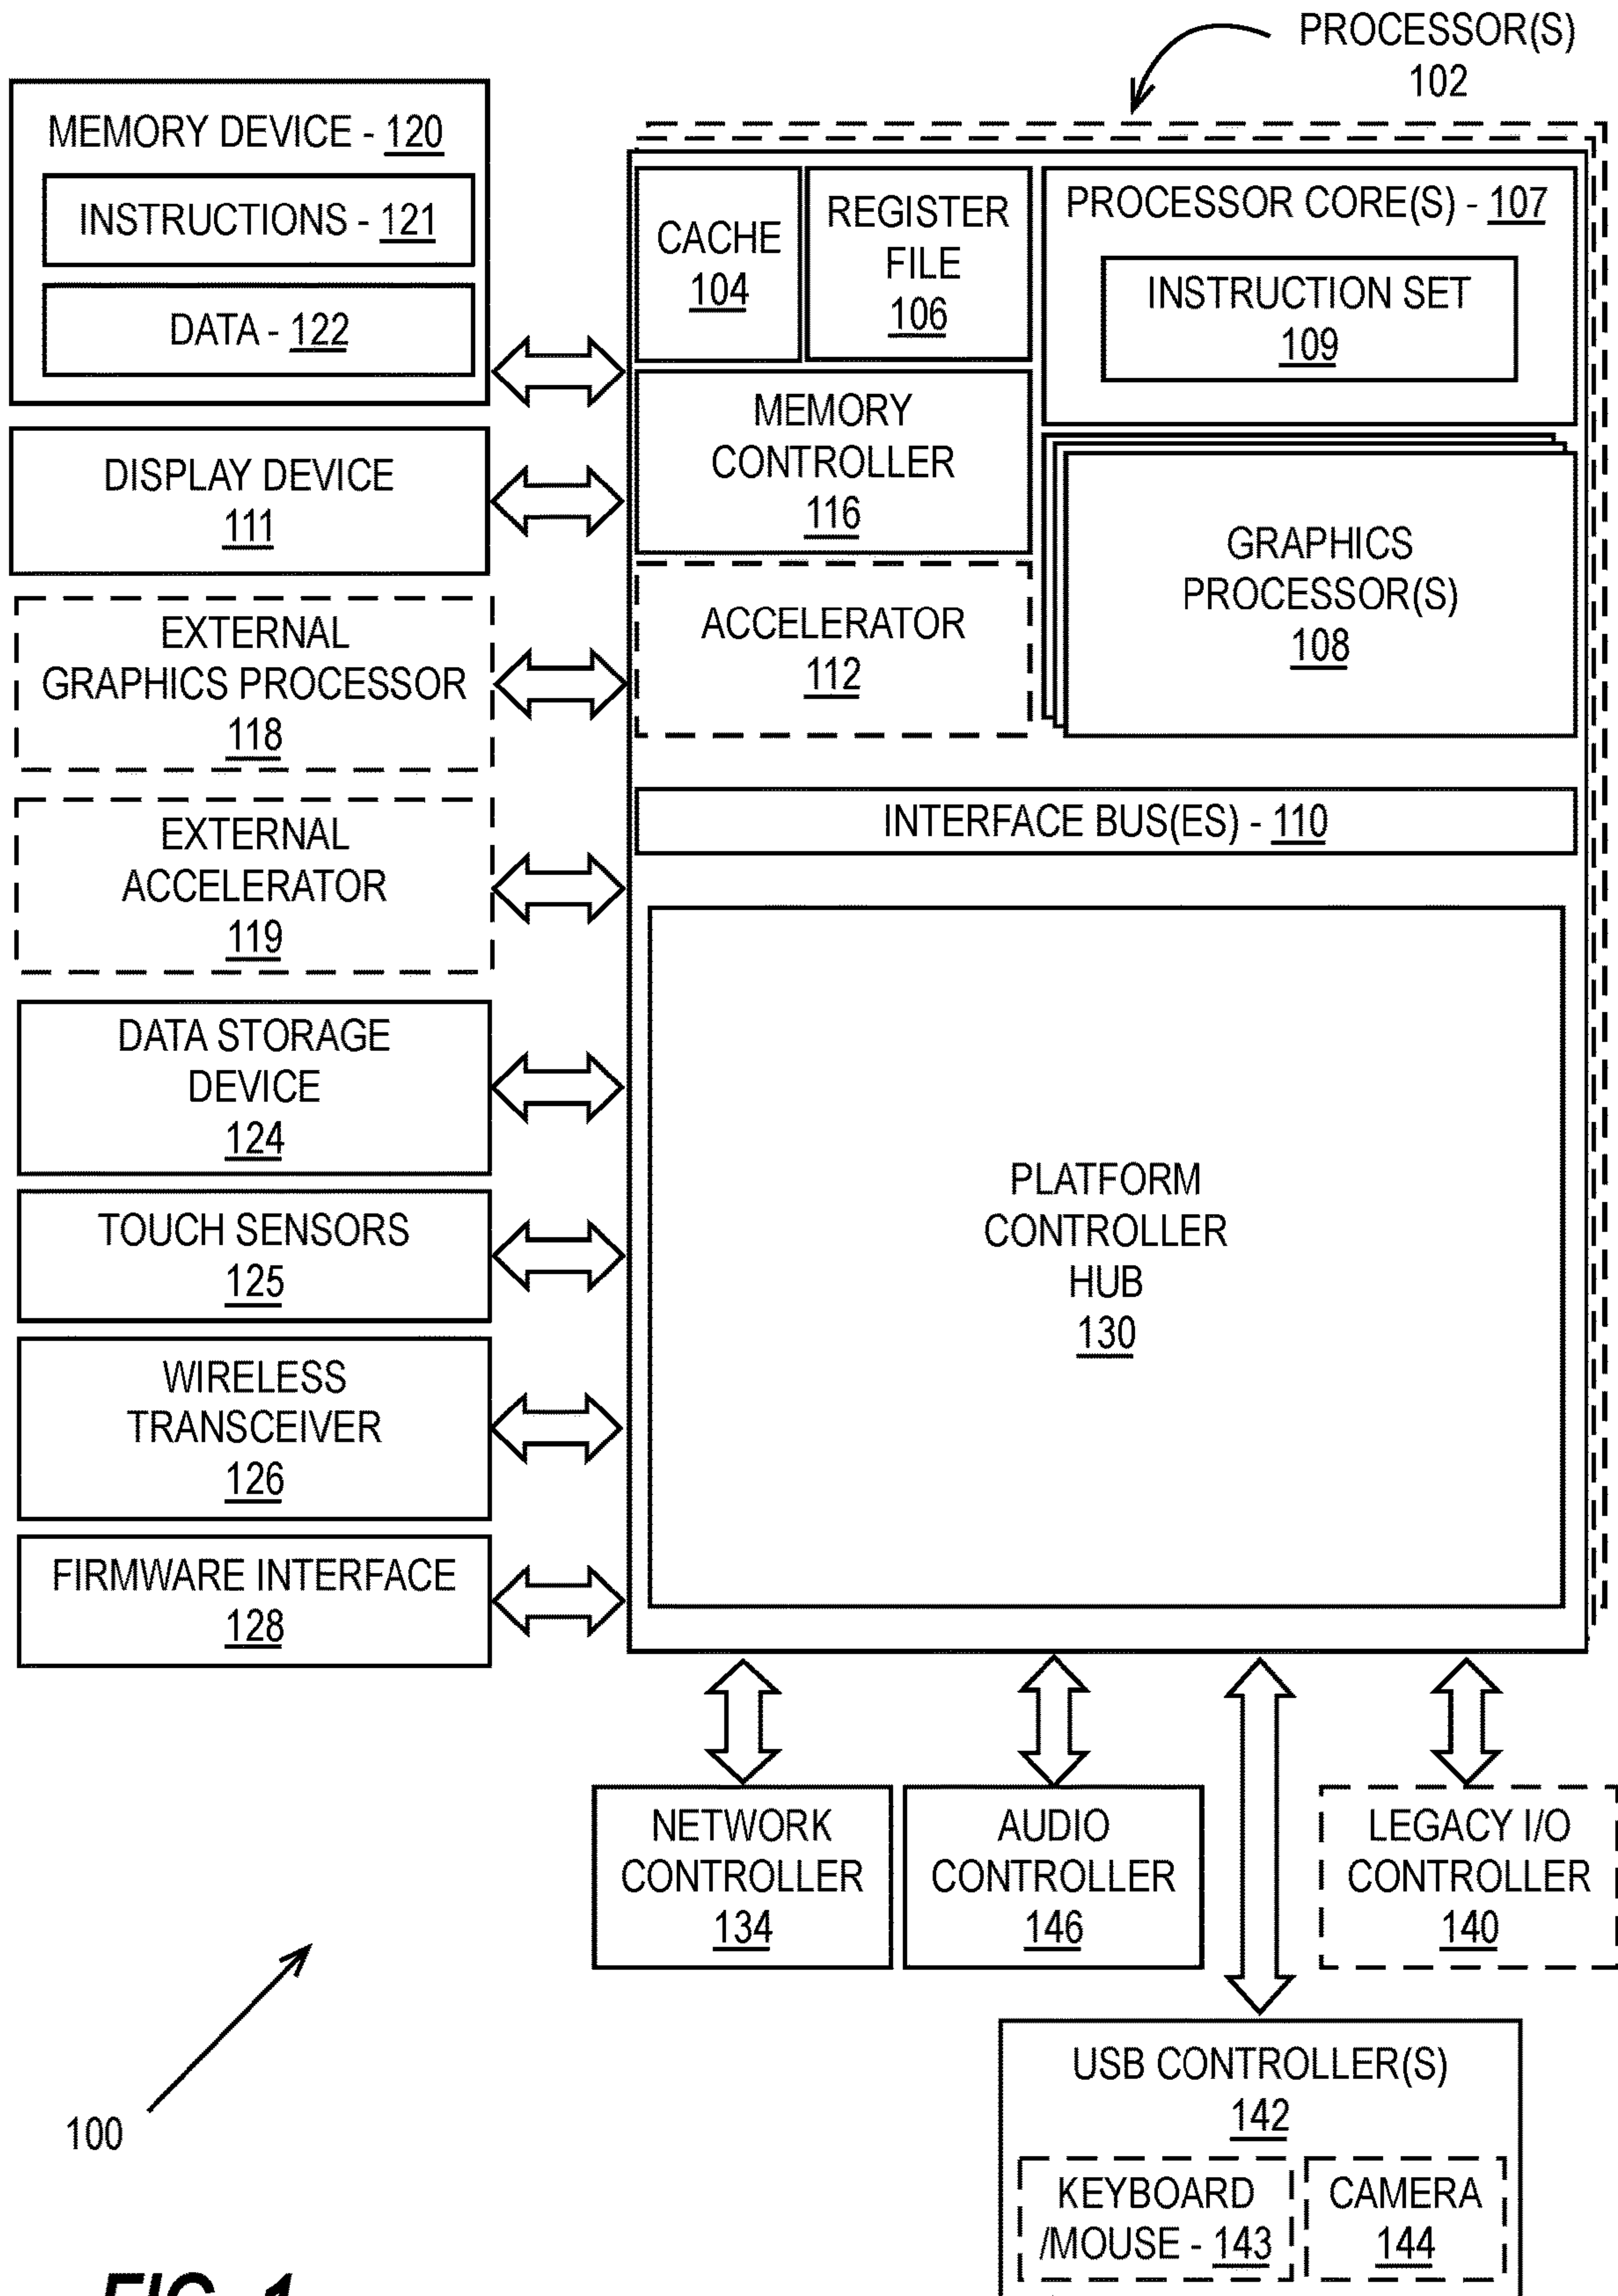 PROCESSOR(S)
102
MEMORY DEVICE - 120
INSTRUCTIONS - 121
DATA - 122
CACHE
104
REGISTER
FILE
106
PROCESSOR CORE(S) - 107
INSTRUCTION SET
109
MEMORY
CONTROLLER
116
DISPLAY DEVICE
111
GRAPHICS
PROCESSOR(S)
108
EXTERNAL
GRAPHICS PROCESSOR
118
ACCELERATOR
112
INTERFACE BUS(ES) - 110
EXTERNAL
ACCELERATOR
119
DATA STORAGE
DEVICE
124
TOUCH SENSORS
125
PLATFORM
CONTROLLER
HUB
130
WIRELESS
TRANSCEIVER
126
FIRMWARE INTERFACE
128
NETWORK
CONTROLLER
134
AUDIO
CONTROLLER
146
LEGACY I/O
CONTROLLER
140
USB CONTROLLER(S)
142
KEYBOARD
/MOUSE - 143
CAMERA
144
100
FIG. 1